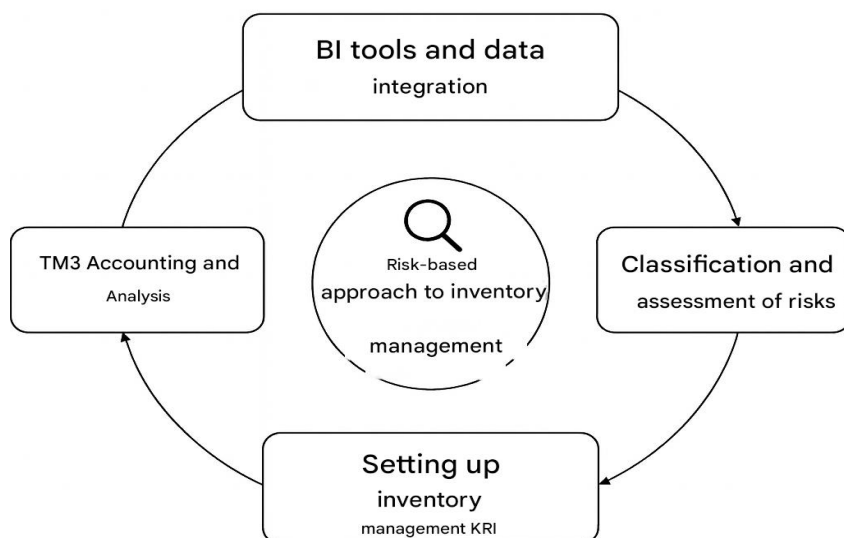 BI tools and data
integration
TM3 Accounting and
Analysis
Risk-based
approach to inventory
management
Classification and
assessment of risks
Setting up
inventory
management KRI